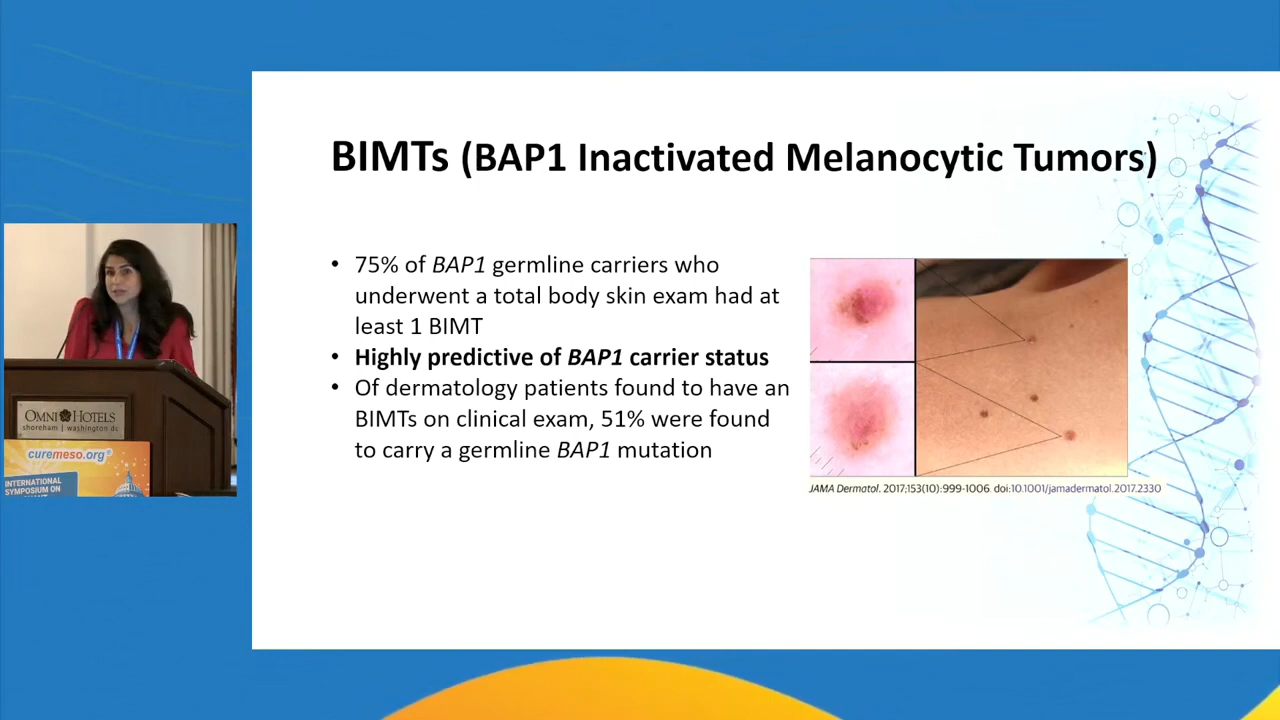 BIMTs (BAP1 Inactivated Melanocytic Tumors)
• 75% of BAP1 germline carriers who
underwent a total body skin exam had at
least 1 BIMT
• Highly predictive of BAP1 carrier status
• Of dermatology patients found to have an
BIMTs on clinical exam, 51% were found
to carry a germline BAP1 mutation
JAMA Dermatol. 2017;153(10):999-1006. doi:10.1001/jamadermatol.2017.2330
OMNI HOTELS
shoreham | washington dc
curemeso.org®
INTERNATIONAL
SYMPOSIUM ON